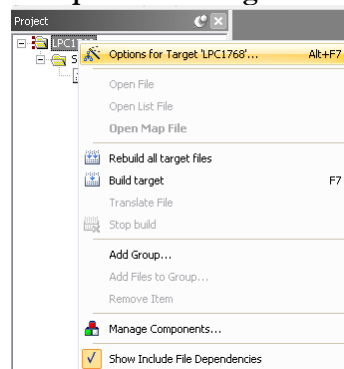 Project
Options for Target 'LPC1768'... Alt+F7
Open File
Open List File
Open Map File
Rebuild all target files
Build target F7
Translate File
Stop build
Add Group...
Add Files to Group...
Remove Item
Manage Components...
Show Include File Dependencies